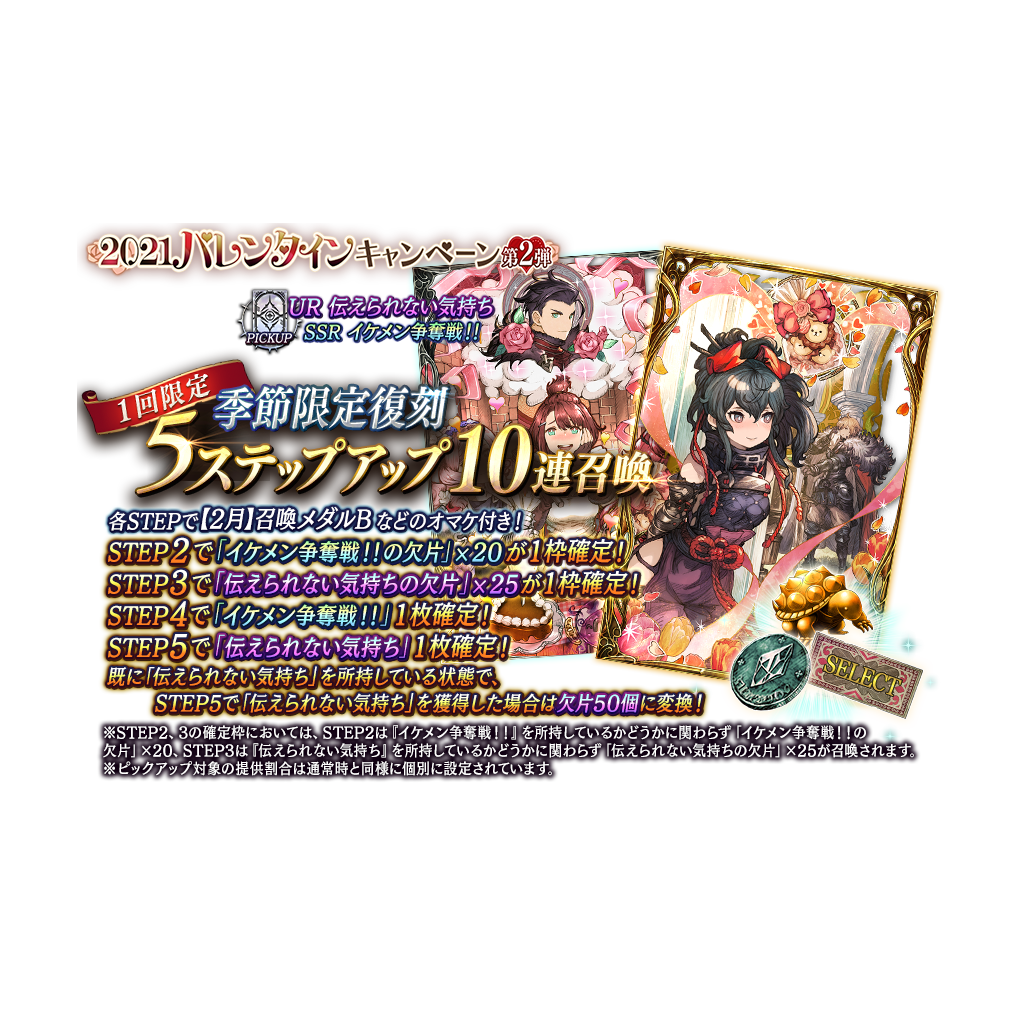 2021バレンタインキャンペーン第2弾
PICKUP
UR 伝えられない気持ち
SSR イケメン争奪戦!!
1回限定
季節限定復刻
5ステップアップ10連召喚
各STEPで【2月】召喚メダルBなどのオマケ付き!
STEP2で「イケメン争奪戦!!の欠片」×20が1枠確定!
STEP3で「伝えられない気持ちの欠片」×25が1枠確定!
STEP4で「イケメン争奪戦!!」1枚確定!
STEP5で「伝えられない気持ち」1枚確定!
既に「伝えられない気持ち」を所持している状態で、
STEP5で「伝えられない気持ち」を獲得した場合は欠片50個に変換!
SELECT
※STEP2、3の確定枠においては、STEP2は『イケメン争奪戦!!』を所持しているかどうかに関わらず「イケメン争奪戦!!の
欠片」×20、STEP3は『伝えられない気持ち』を所持しているかどうかに関わらず「伝えられない気持ちの欠片」×25が召喚されます。
※ピックアップ対象の提供割合は通常時と同様に個別に設定されています。